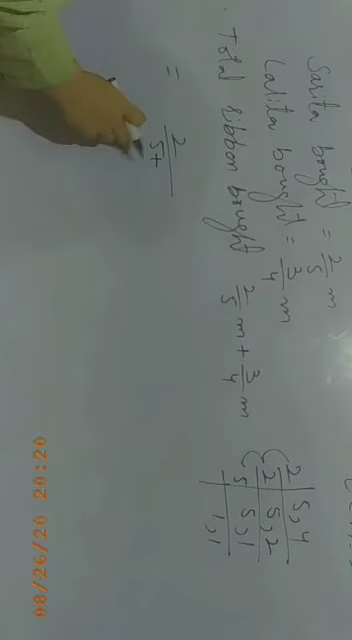 Sarita bought = 2/5 m
Lalita bought = 3/4 m
Total ribbon bought 2/5 m + 3/4 m
= 2/5+
2 | 5, 4
2 | 5, 2
5 | 5, 1
1, 1
08/26/20 20:20